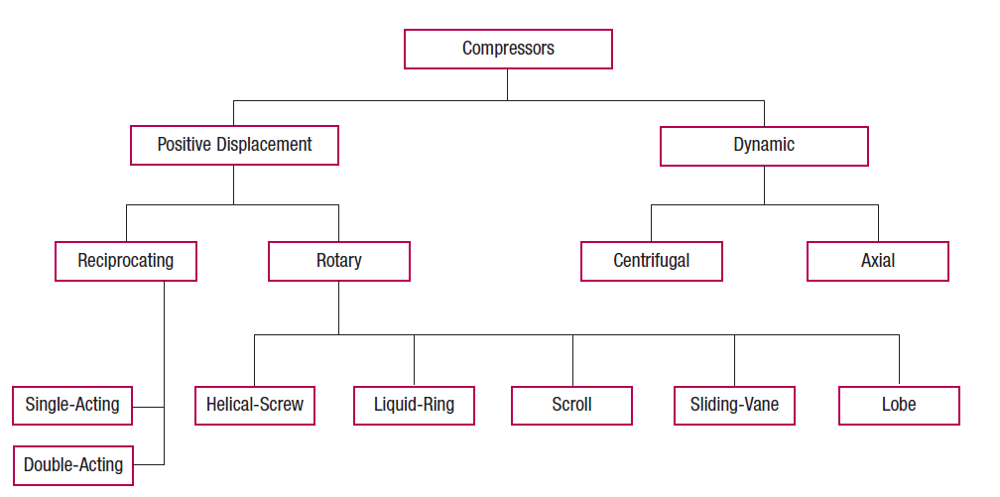 Compressors
Positive Displacement
Dynamic
Reciprocating
Rotary
Centrifugal
Axial
Single-Acting
Helical-Screw
Liquid-Ring
Scroll
Sliding-Vane
Lobe
Double-Acting